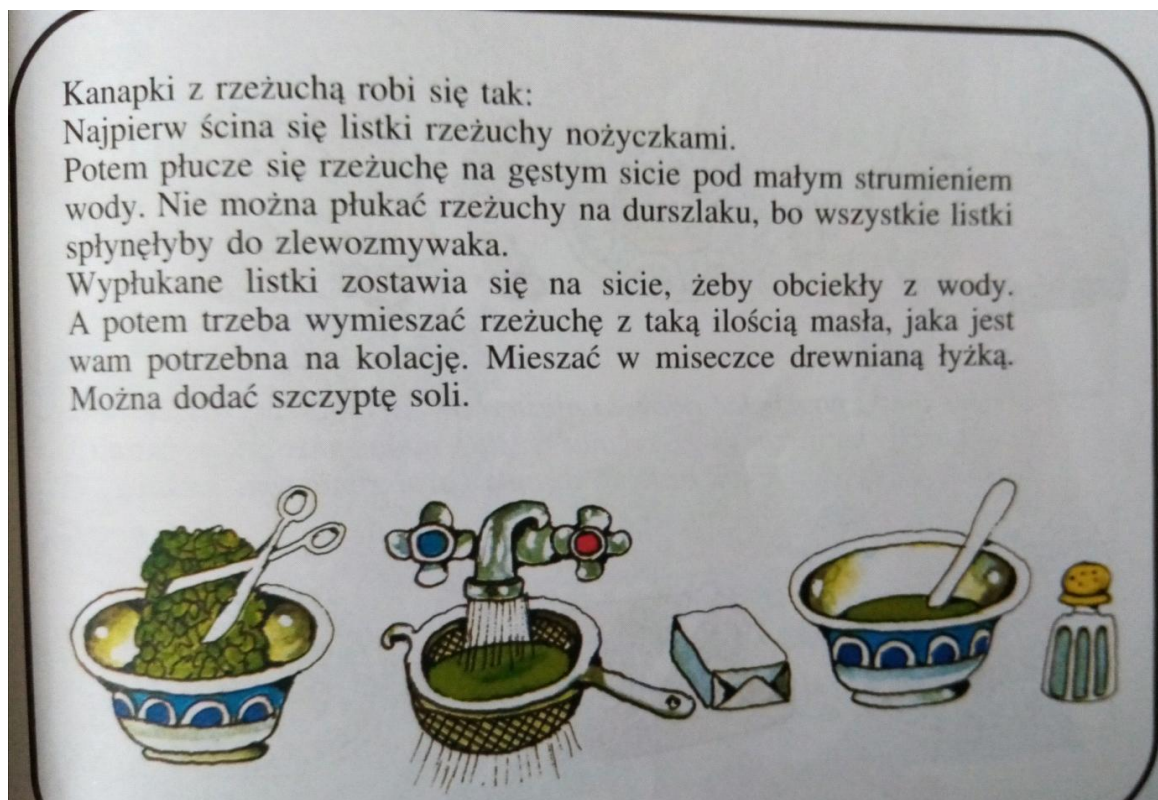 Kanapki z rzeżuchą robi się tak:
Najpierw ścina się listki rzeżuchy nożyczkami.
Potem płucze się rzeżuchę na gęstym sicie pod małym strumieniem
wody. Nie można płukać rzeżuchy na durszlaku, bo wszystkie listki
spłynęłyby do zlewozmywaka.
Wypłukane listki zostawia się na sicie, żeby obciekły z wody.
A potem trzeba wymieszać rzeżuchę z taką ilością masła, jaka jest
wam potrzebna na kolację. Mieszać w miseczce drewnianą łyżką.
Można dodać szczyptę soli.